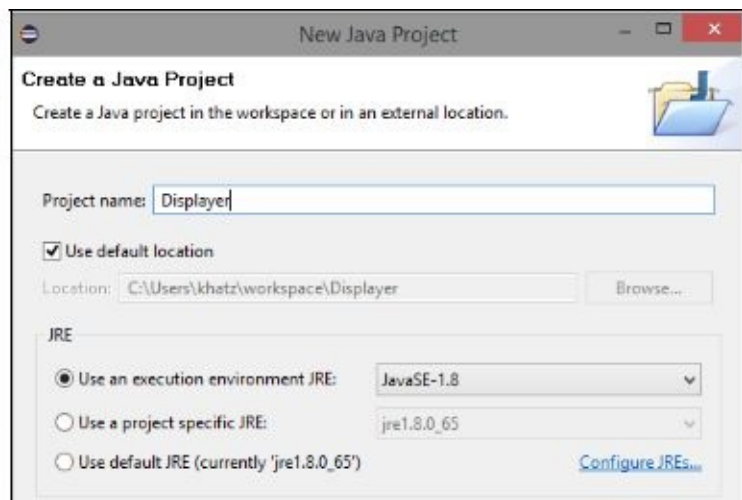 New Java Project
Create a Java Project
Create a Java project in the workspace or in an external location.
Project name: Displayer
Use default location
Location: C:\Users\khatz\workspace\Displayer Browse...
JRE
Use an execution environment JRE: JavaSE-1.8
Use a project specific JRE: jre1.8.0_65
Use default JRE (currently 'jre1.8.0_65') Configure JREs...